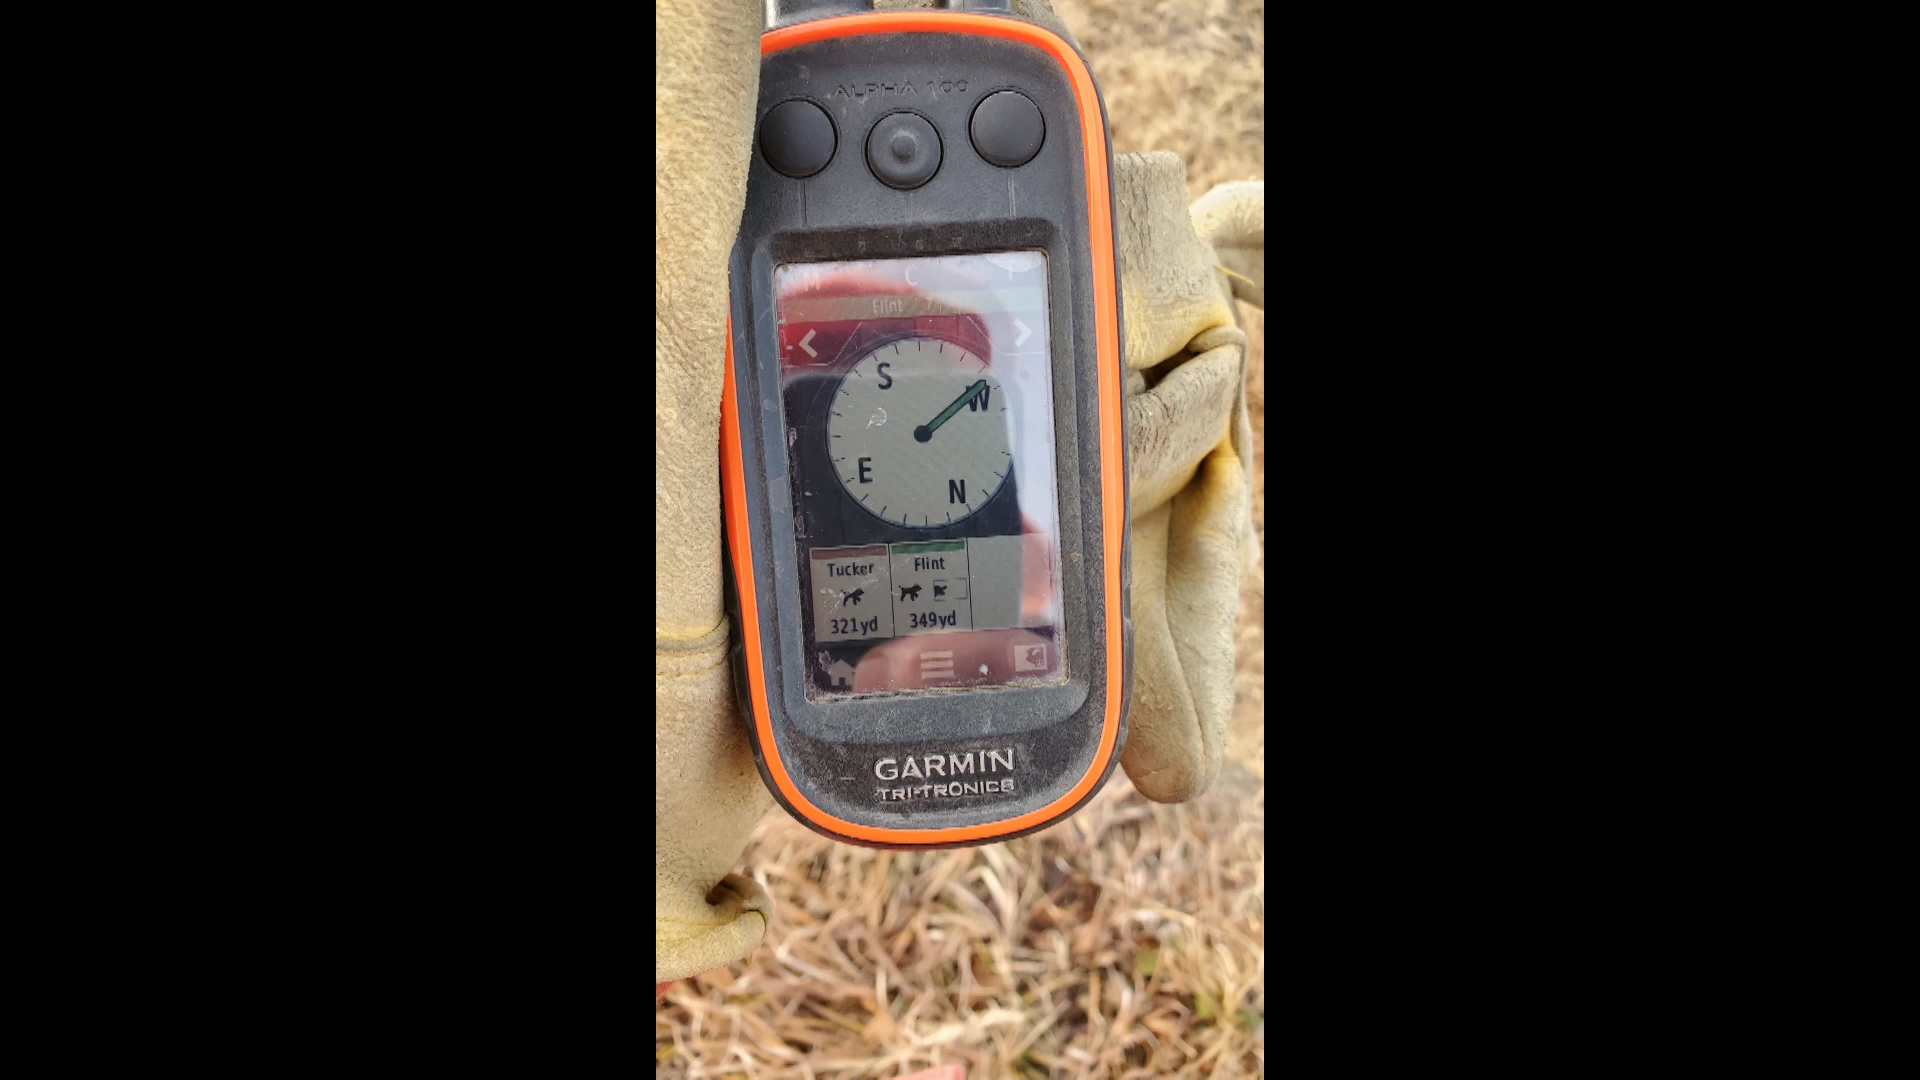 ALPHA 100
Flint
S
W
E
N
Tucker
Flint
321yd
349yd
GARMIN
TRI-TRONICS